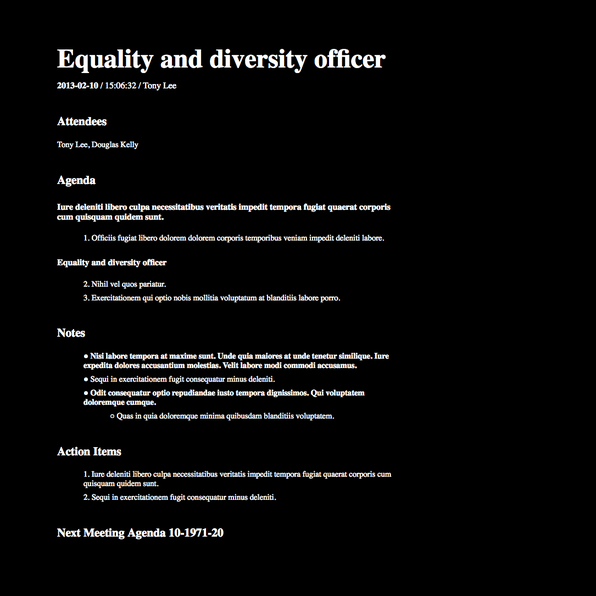 Equality and diversity officer
2013-02-10 / 15:06:32 / Tony Lee
Attendees
Tony Lee, Douglas Kelly
Agenda
Iure deleniti libero culpa necessitatibus veritatis impedit tempora fugiat quaerat corporis
cum quisquam quidem sunt.
1. Officiis fugiat libero dolorem dolorem corporis temporibus veniam impedit deleniti labore.
Equality and diversity officer
2. Nihil vel quos pariatur.
3. Exercitationem qui optio nobis mollitia voluptatum at blanditiis labore porro.
Notes
● Nisi labore tempora at maxime sunt. Unde quia maiores at unde tenetur similique. Iure
expedita dolores accusantium molestias. Velit labore modi commodi accusamus.
● Sequi in exercitationem fugit consequatur minus deleniti.
● Odit consequatur optio repudiandae iusto tempora dignissimos. Qui voluptatem
doloremque cumque.
○ Quas in quia doloremque minima quibusdam blanditiis voluptatem.
Action Items
1. Iure deleniti libero culpa necessitatibus veritatis impedit tempora fugiat quaerat corporis cum
quisquam quidem sunt.
2. Sequi in exercitationem fugit consequatur minus deleniti.
Next Meeting Agenda 10-1971-20